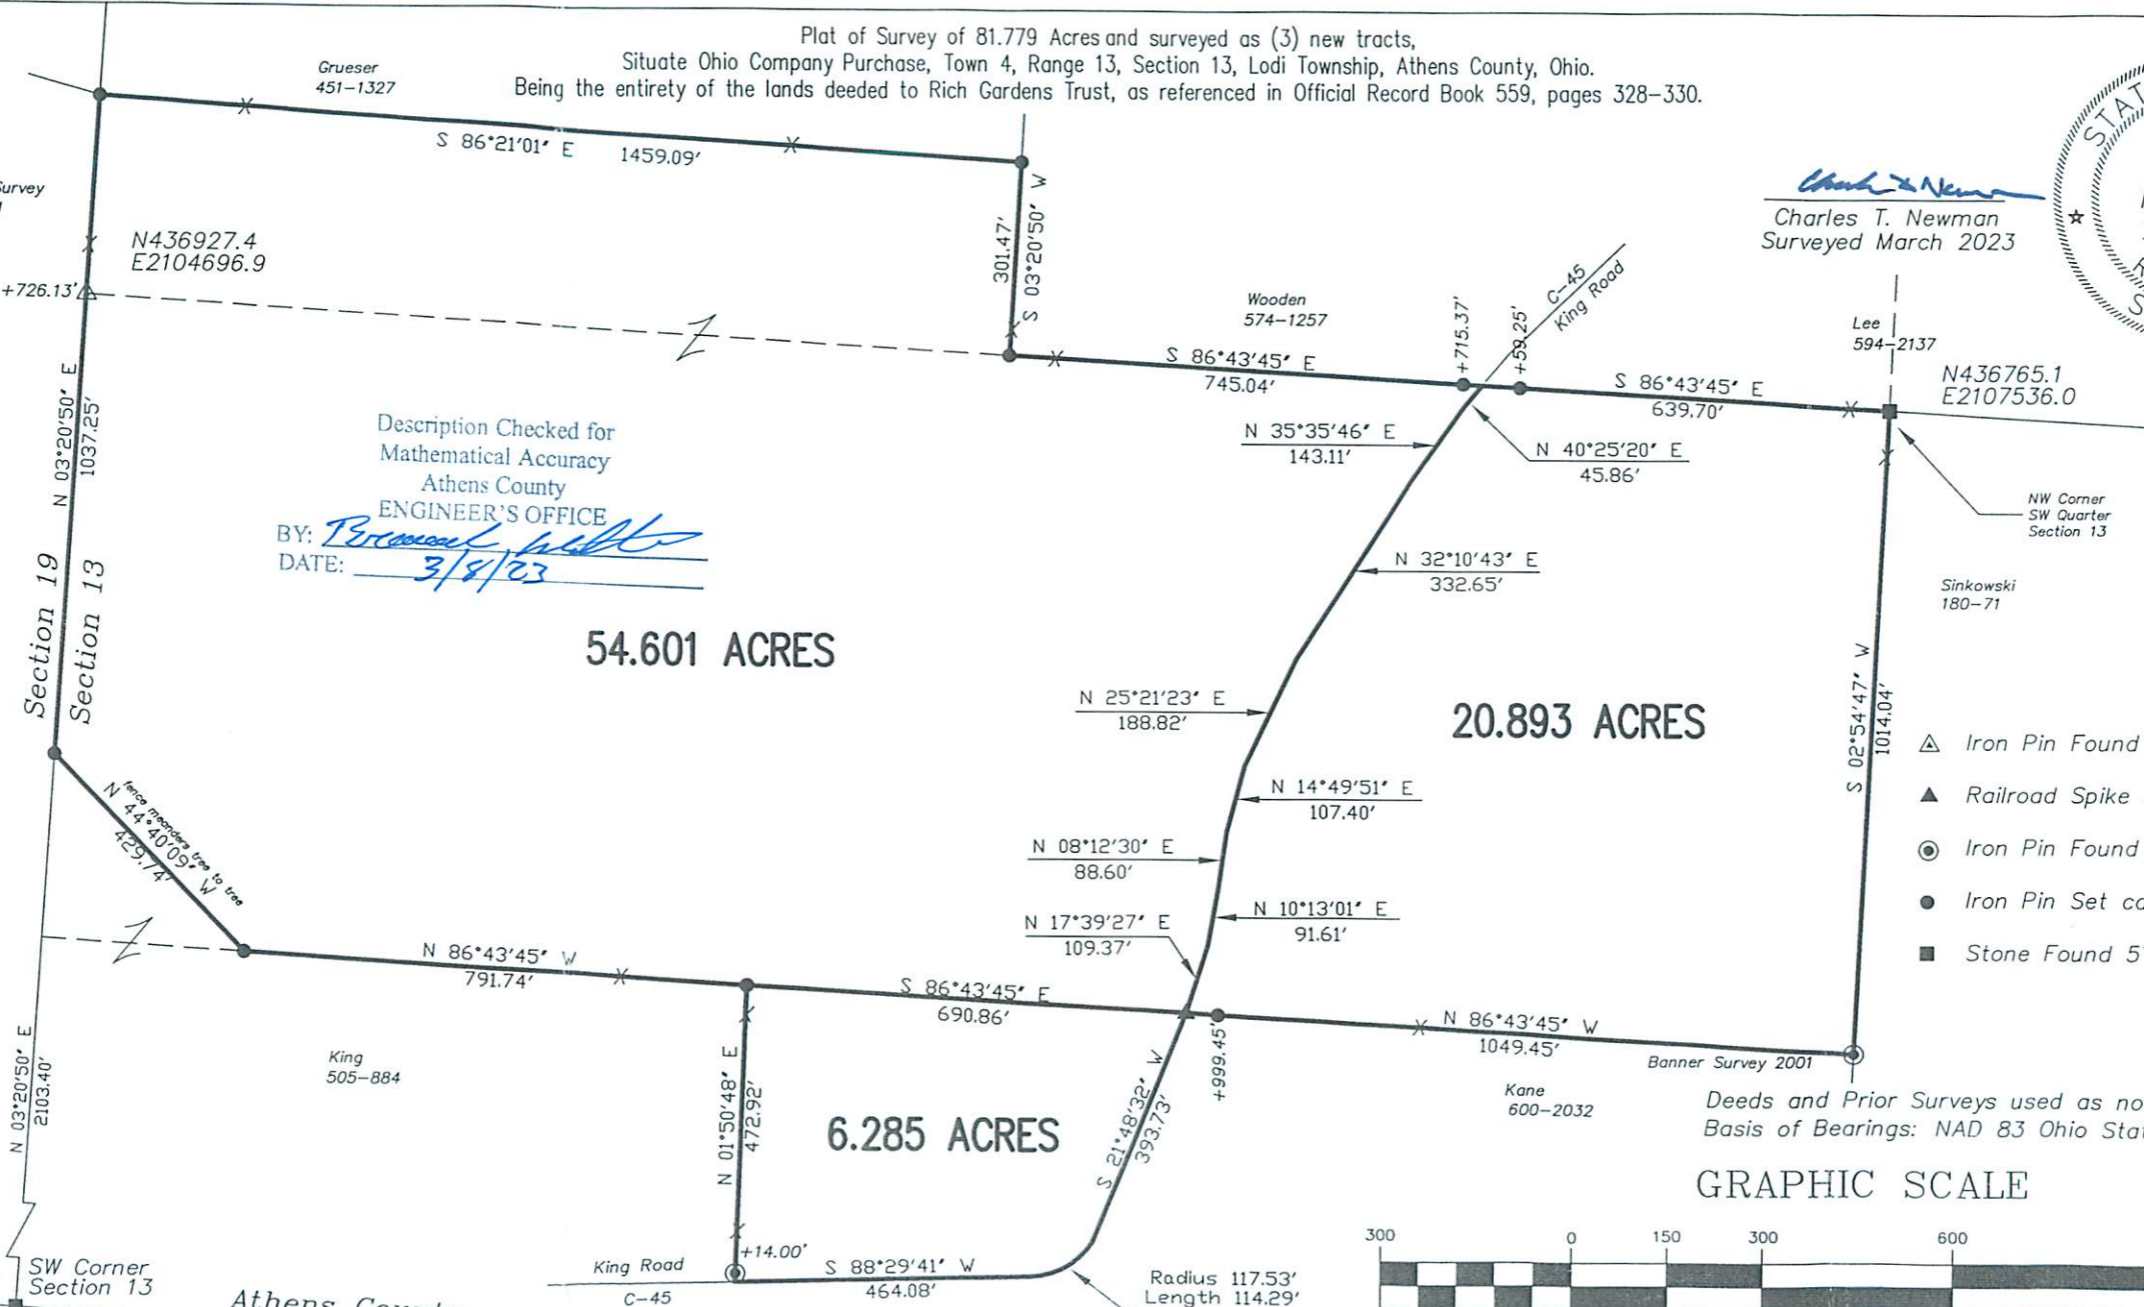 Plat of Survey of 81.779 Acres and surveyed as (3) new tracts,
Situate Ohio Company Purchase, Town 4, Range 13, Section 13, Lodi Township, Athens County, Ohio.
Being the entirety of the lands deeded to Rich Gardens Trust, as referenced in Official Record Book 559, pages 328-330.
Grueser
451-1327
S 86°21'01" E 1459.09'
Survey
N436927.4
E2104696.9
+726.13'
301.47'
S 03°20'50" W
Charles T. Newman
Surveyed March 2023
STAT
C-45
King Road
Wooden
574-1257
+715.37'
+59.25'
Lee
594-2137
S 86°43'45" E
745.04'
S 86°43'45" E
639.70'
N436765.1
E2107536.0
N 03°20'50" E
1037.25'
Description Checked for
Mathematical Accuracy
Athens County
ENGINEER'S OFFICE
BY:
DATE: 3/8/23
N 35°35'46" E
143.11'
N 40°25'20" E
45.86'
NW Corner
SW Quarter
Section 13
N 32°10'43" E
332.65'
Sinkowski
180-71
Section 19
Section 13
54.601 ACRES
N 25°21'23" E
188.82'
20.893 ACRES
S 02°54'47" W
1014.04'
Iron Pin Found
Railroad Spike
Iron Pin Found
Iron Pin Set ca
Stone Found 5"
N 14°49'51" E
107.40'
fence meanders tree to tree
N 44°40'09" W
429.74'
N 08°12'30" E
88.60'
N 10°13'01" E
91.61'
N 17°39'27" E
109.37'
N 86°43'45" W
791.74'
S 86°43'45" E
690.86'
N 86°43'45" W
1049.45'
+999.45'
Banner Survey 2001
N 03°20'50" E
2103.40'
King
505-884
N 01°50'48" E
472.92'
6.285 ACRES
S 21°48'32" W
393.73'
Kane
600-2032
Deeds and Prior Surveys used as no
Basis of Bearings: NAD 83 Ohio Stat
GRAPHIC SCALE
300 0 150 300 600
SW Corner
Section 13
King Road
C-45
+14.00'
S 88°29'41" W
464.08'
Radius 117.53'
Length 114.29'
Athens County